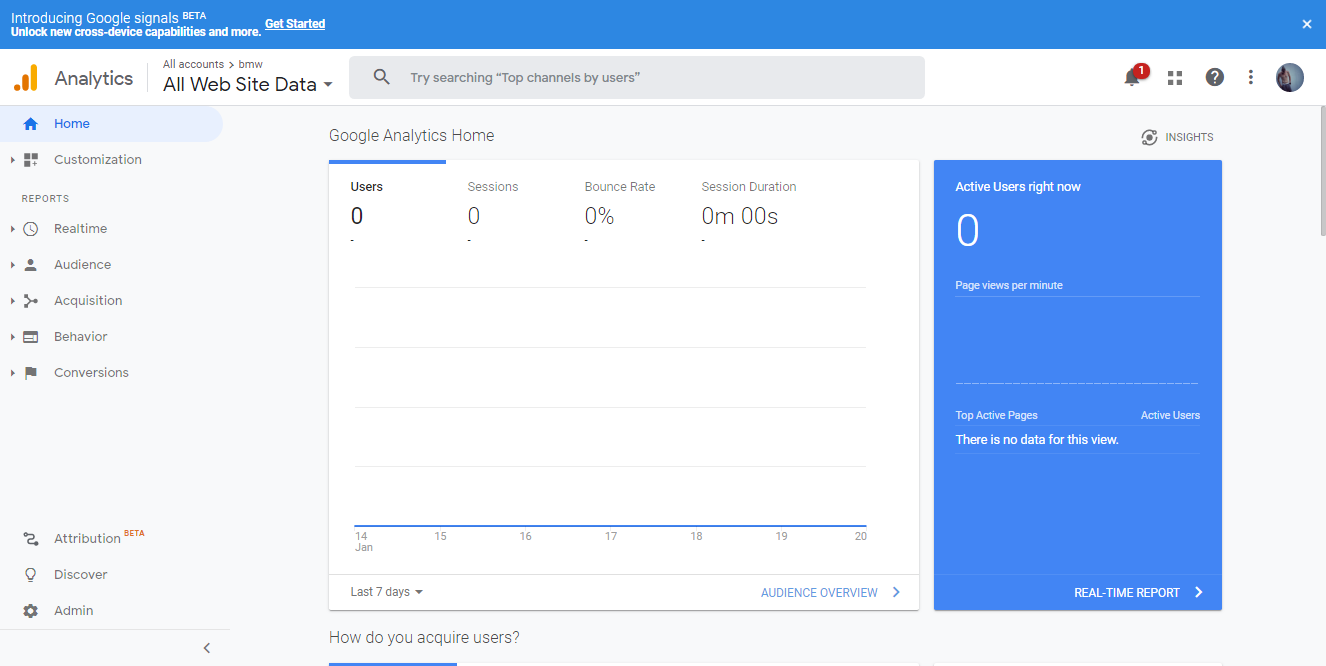 Introducing Google signals BETA
Unlock new cross-device capabilities and more. Get Started
Analytics
All accounts > bmw
All Web Site Data
Try searching “Top channels by users”
1
Home
Customization
REPORTS
Realtime
Audience
Acquisition
Behavior
Conversions
Attribution BETA
Discover
Admin
Google Analytics Home
INSIGHTS
Users
0
-
Sessions
0
-
Bounce Rate
0%
-
Session Duration
0m 00s
-
14
Jan
15
16
17
18
19
20
Last 7 days
AUDIENCE OVERVIEW
Active Users right now
0
Page views per minute
Top Active Pages Active Users
There is no data for this view.
REAL-TIME REPORT
How do you acquire users?